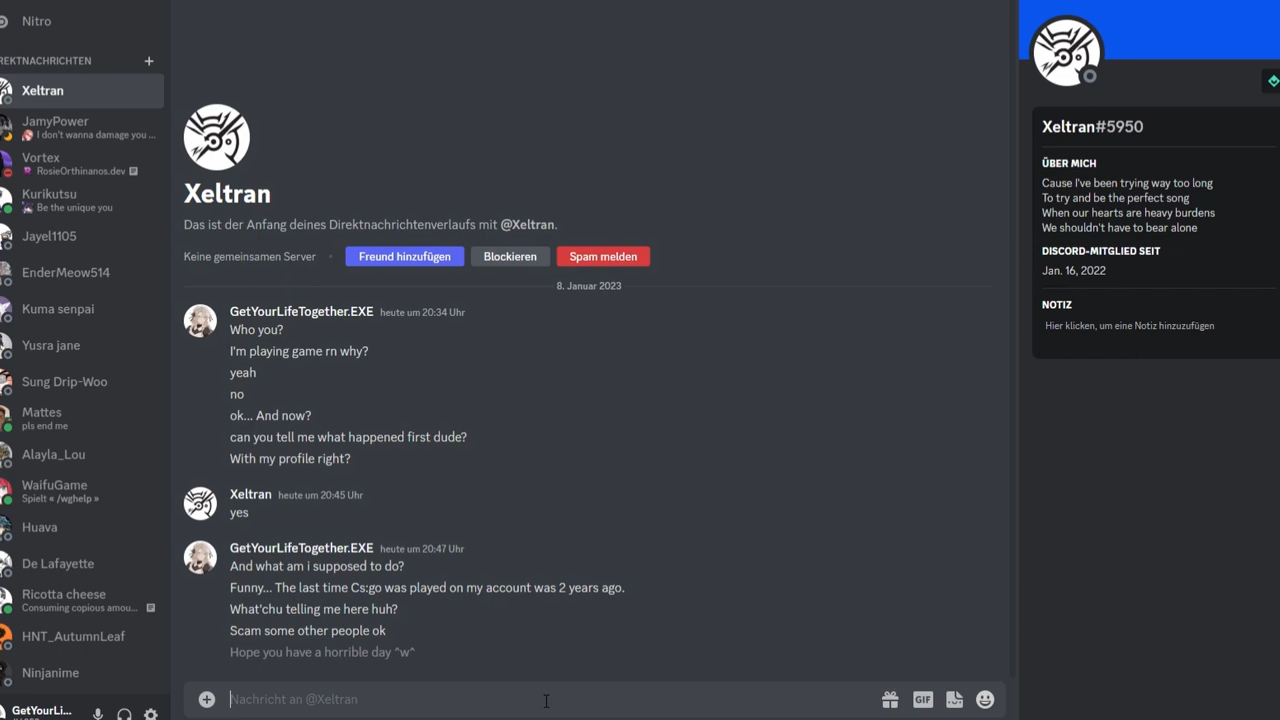 Nitro
REKTNACHRICHTEN
Xeltran
JamyPower
I don't wanna damage you ...
Vortex
RosieOrthinanos.dev
Kurikutsu
Be the unique you
Jayel1105
EnderMeow514
Kuma senpai
Yusra jane
Sung Drip-Woo
Mattes
pls end me
Alayla_Lou
WaifuGame
Spielt « /wghelp »
Huava
De Lafayette
Ricotta cheese
Consuming copious amou...
HNT_AutumnLeaf
Ninjanime
GetYourLi...
Xeltran
Das ist der Anfang deines Direktnachrichtenverlaufs mit @Xeltran.
Keine gemeinsamen Server • Freund hinzufügen Blockieren Spam melden
8. Januar 2023
GetYourLifeTogether.EXE heute um 20:34 Uhr
Who you?
I'm playing game rn why?
yeah
no
ok... And now?
can you tell me what happened first dude?
With my profile right?
Xeltran heute um 20:45 Uhr
yes
GetYourLifeTogether.EXE heute um 20:47 Uhr
And what am i supposed to do?
Funny... The last time Cs:go was played on my account was 2 years ago.
What'chu telling me here huh?
Scam some other people ok
Hope you have a horrible day ^w^
Nachricht an @Xeltran
GIF
Xeltran#5950
ÜBER MICH
Cause I've been trying way too long
To try and be the perfect song
When our hearts are heavy burdens
We shouldn't have to bear alone
DISCORD-MITGLIED SEIT
Jan. 16, 2022
NOTIZ
Hier klicken, um eine Notiz hinzuzufügen